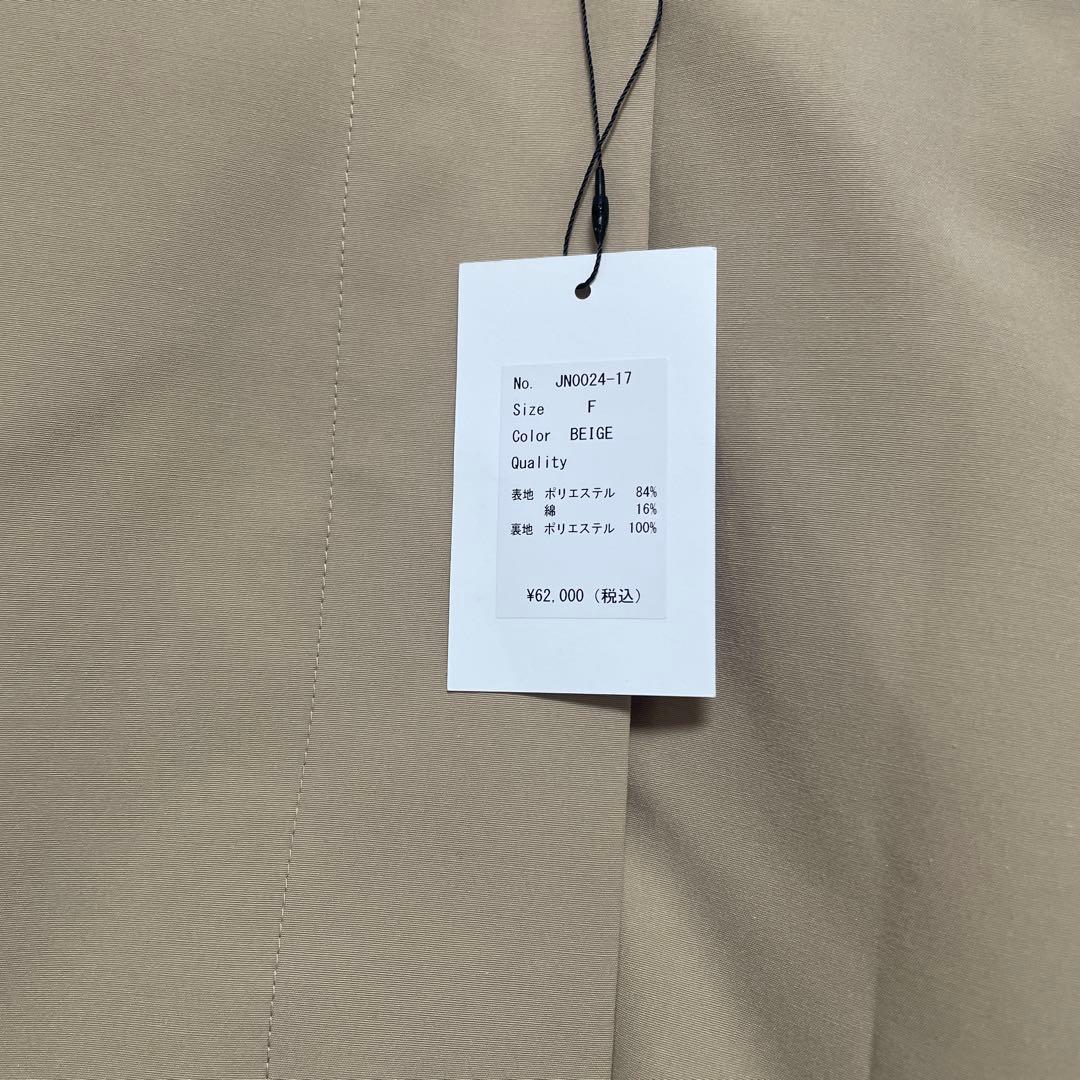 No. JN0024-17
Size F
Color BEIGE
Quality
表地 ポリエステル 84%
綿 16%
裏地 ポリエステル 100%
¥62,000(税込)